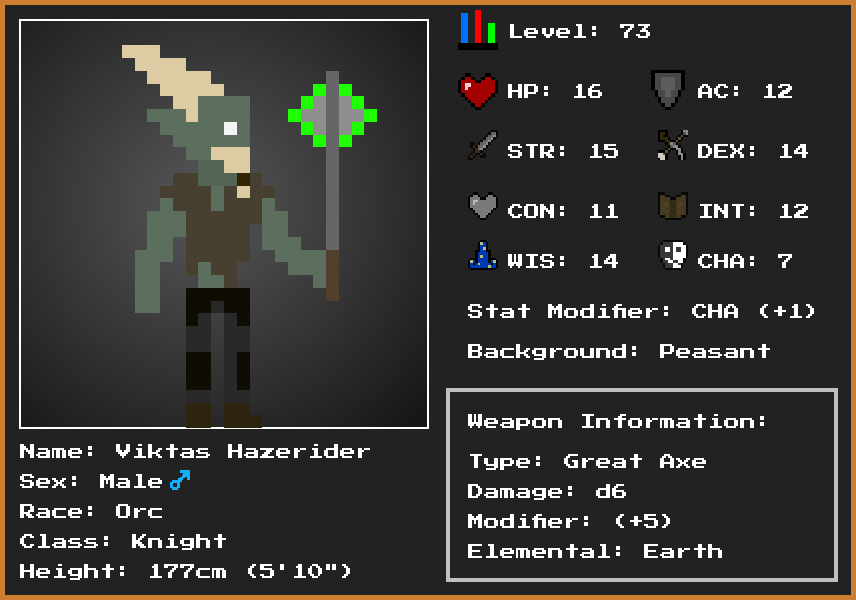 Level: 73
HP: 16
AC: 12
STR: 15
DEX: 14
CON: 11
INT: 12
WIS: 14
CHA: 7
Stat Modifier: CHA (+1)
Background: Peasant
Weapon Information:
Type: Great Axe
Damage: d6
Modifier: (+5)
Elemental: Earth
Name: Viktas Hazerider
Sex: Male ♂
Race: Orc
Class: Knight
Height: 177cm (5'10")